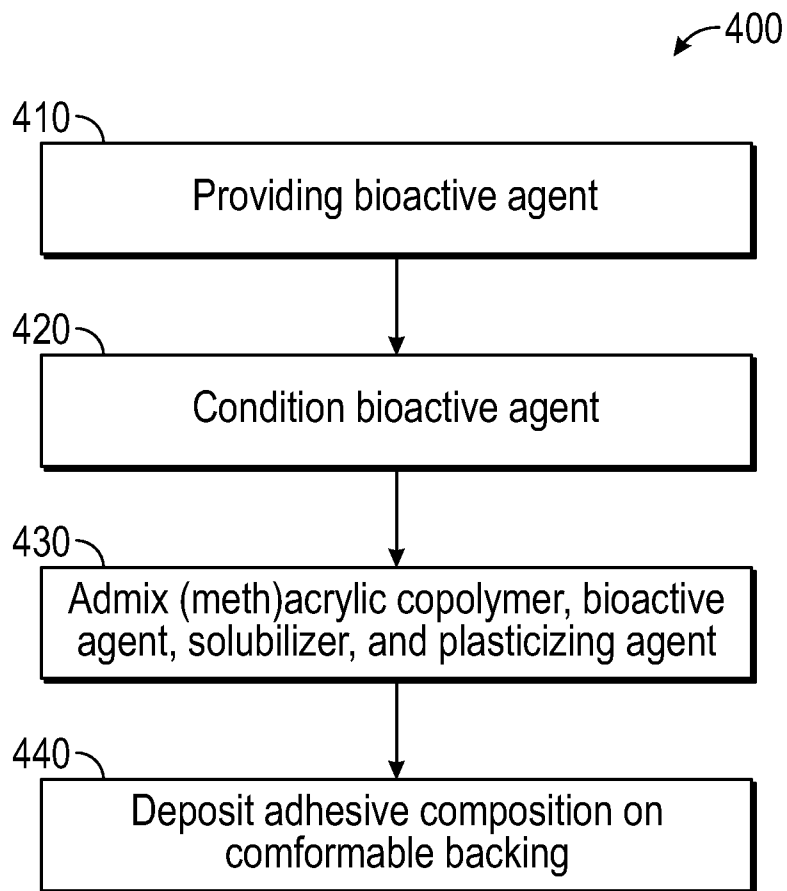 400
410
Providing bioactive agent
420
Condition bioactive agent
430
Admix (meth)acrylic copolymer, bioactive
agent, solubilizer, and plasticizing agent
440
Deposit adhesive composition on
comformable backing